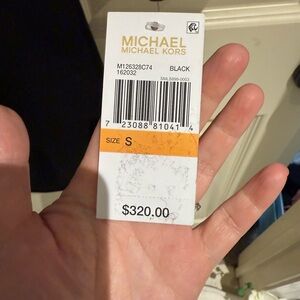 MICHAEL
MICHAEL KORS
M126328C74
162032 BLACK
7 23088 81041 4
SIZE S
$320.00